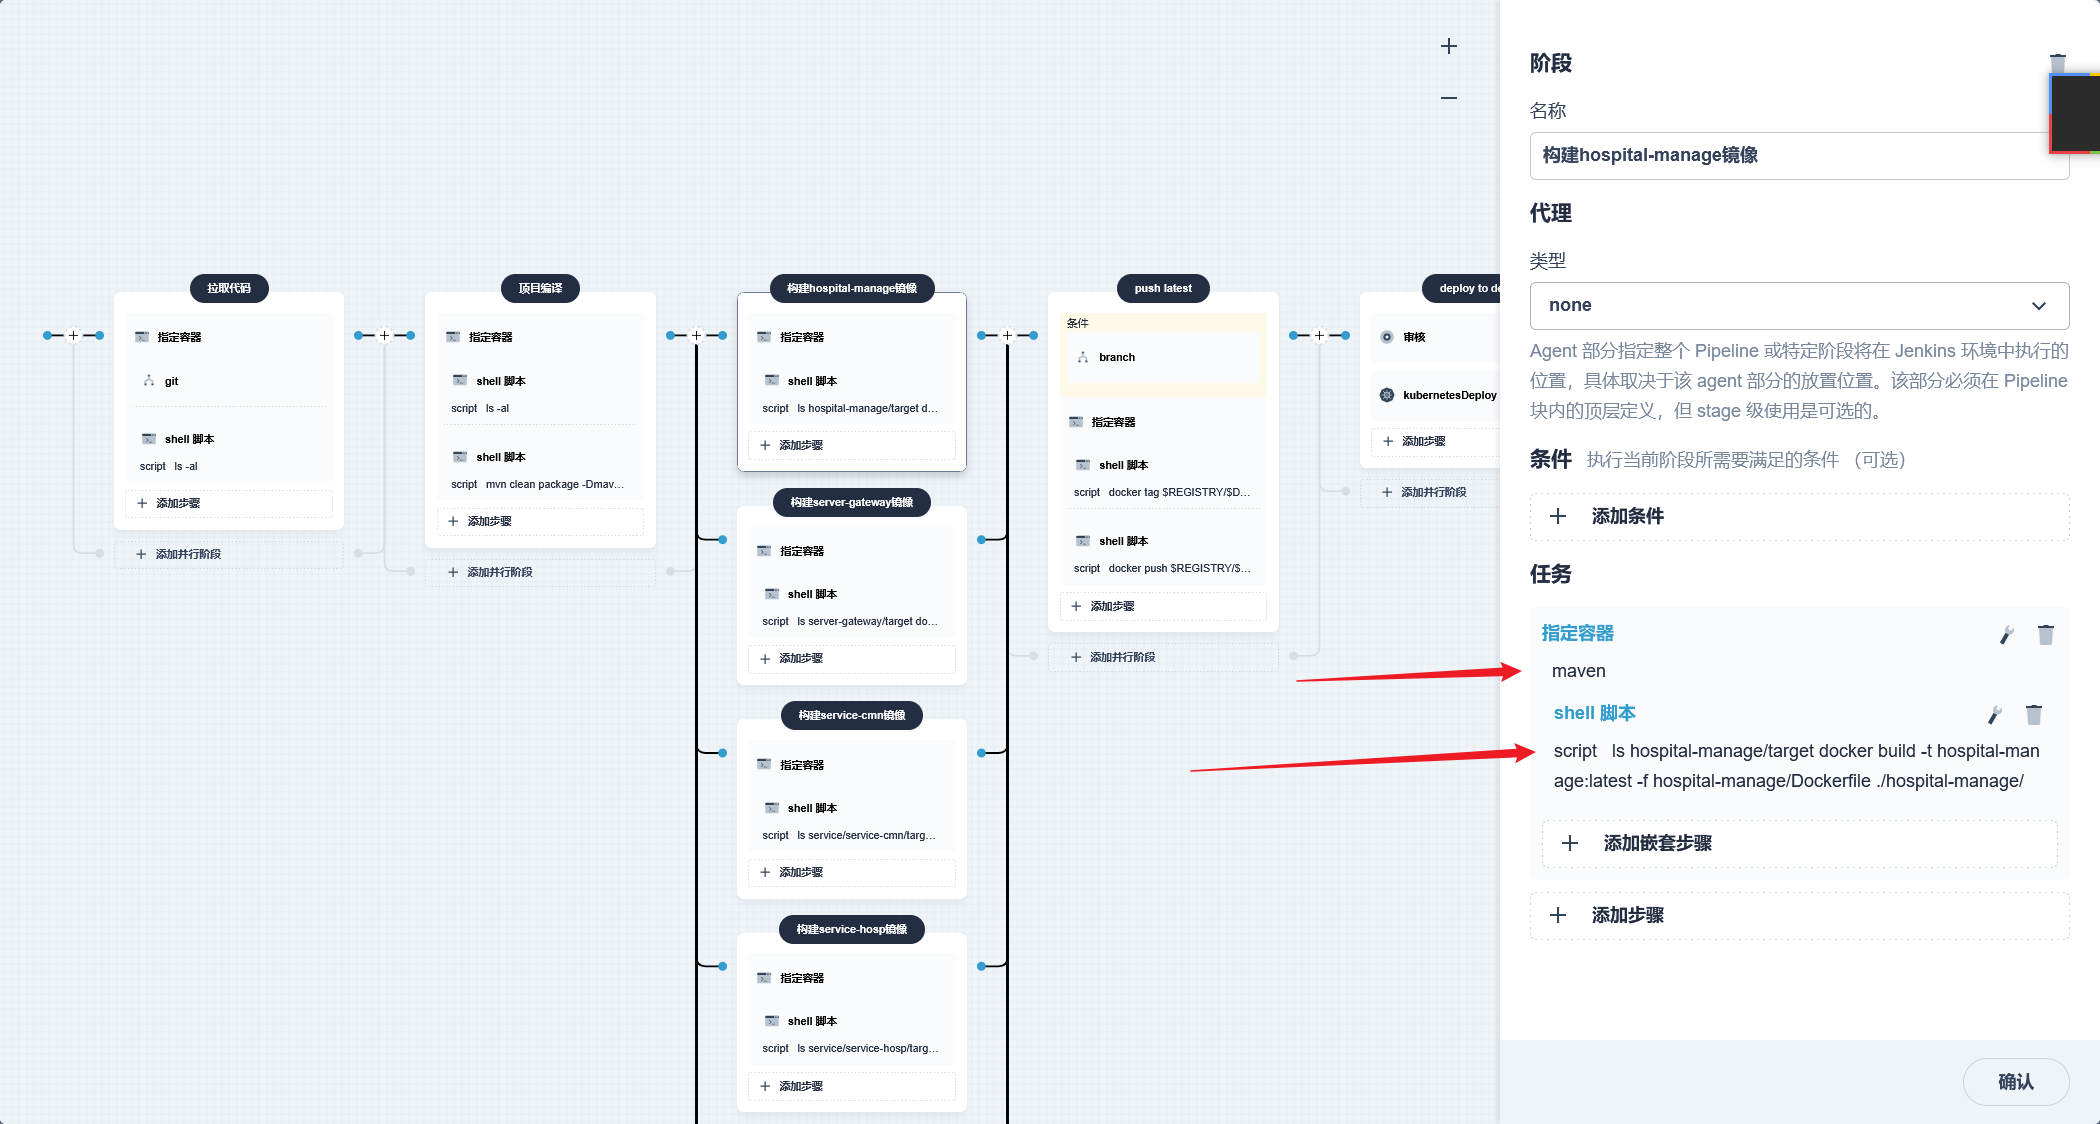 拉取代码
指定容器
git
shell 脚本
script ls -al
添加步骤
添加并行阶段
项目编译
指定容器
shell 脚本
script ls -al
shell 脚本
script mvn clean package -Dmav...
添加步骤
添加并行阶段
构建hospital-manage镜像
指定容器
shell 脚本
script ls hospital-manage/target d...
添加步骤
构建server-gateway镜像
指定容器
shell 脚本
script ls server-gateway/target do...
添加步骤
构建service-cmn镜像
指定容器
shell 脚本
script ls service/service-cmn/targ...
添加步骤
构建service-hosp镜像
指定容器
shell 脚本
script ls service/service-hosp/targ...
添加步骤
push latest
条件
branch
指定容器
shell 脚本
script docker tag $REGISTRY/$D...
shell 脚本
script docker push $REGISTRY/$...
添加步骤
添加并行阶段
deploy to de
审核
kubernetesDeploy
添加步骤
添加并行阶段
阶段
名称
构建hospital-manage镜像
代理
类型
none
Agent 部分指定整个 Pipeline 或特定阶段将在 Jenkins 环境中执行的
位置，具体取决于该 agent 部分的放置位置。该部分必须在 Pipeline
块内的顶层定义，但 stage 级使用是可选的。
条件 执行当前阶段所需要满足的条件 （可选）
添加条件
任务
指定容器
maven
shell 脚本
script ls hospital-manage/target docker build -t hospital-man
age:latest -f hospital-manage/Dockerfile ./hospital-manage/
添加嵌套步骤
添加步骤
确认